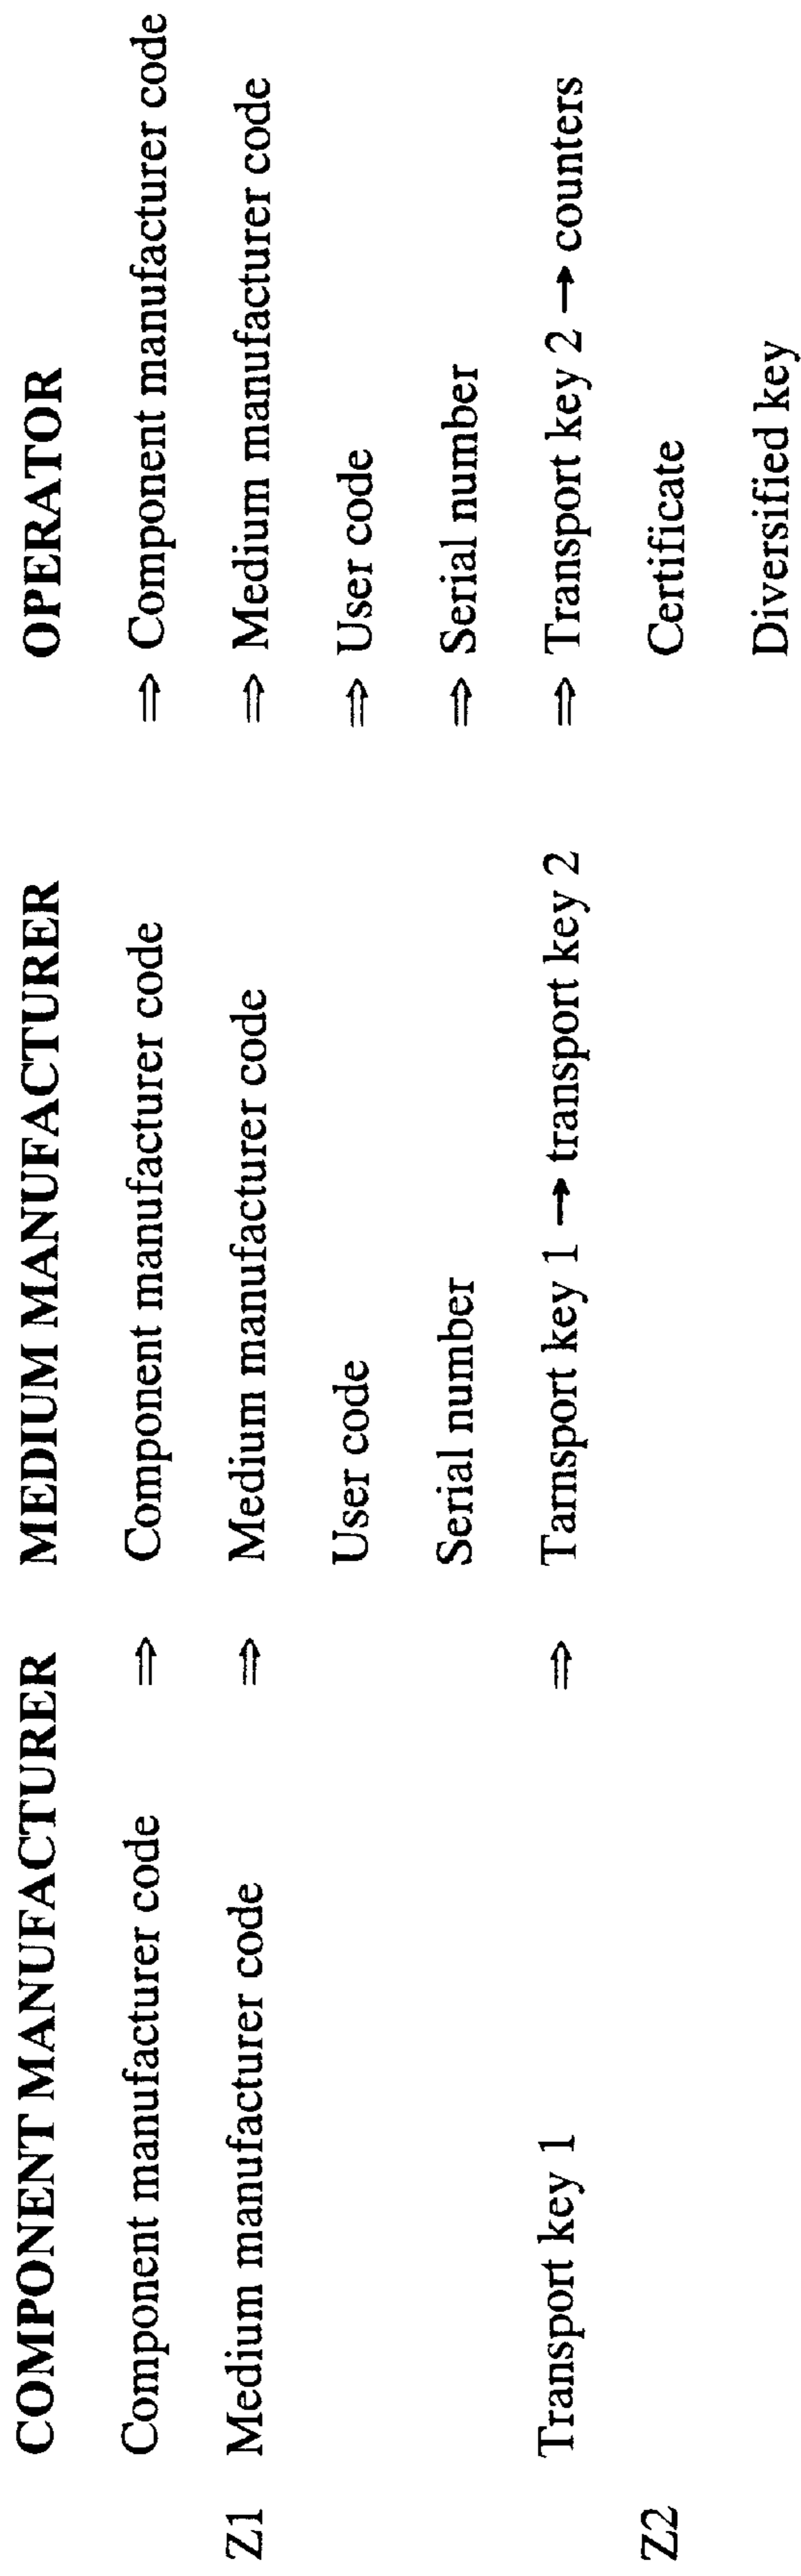 COMPONENT MANUFACTURER MEDIUM MANUFACTURER OPERATOR
Component manufacturer code ⇒ Component manufacturer code ⇒ Component manufacturer code
Z1 Medium manufacturer code ⇒ Medium manufacturer code ⇒ Medium manufacturer code
User code ⇒ User code
Serial number ⇒ Serial number
Transport key 1 ⇒ Tarnsport key 1 → transport key 2 ⇒ Transport key 2 → counters
Z2 Certificate
Diversified key